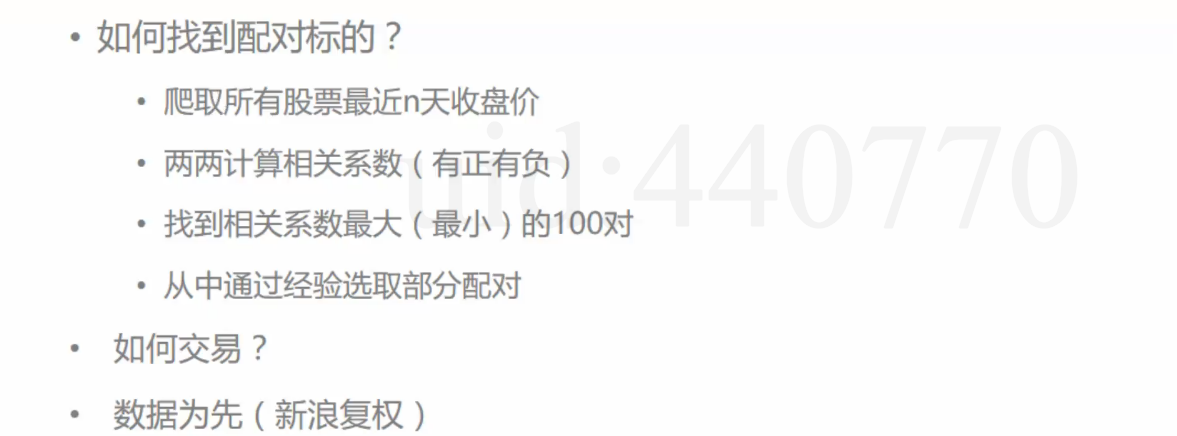 • 如何找到配对标的？
• 爬取所有股票最近n天收盘价
• 两两计算相关系数（有正有负）
• 找到相关系数最大（最小）的100对
• 从中通过经验选取部分配对
• 如何交易？
• 数据为先（新浪复权）
uid:440770